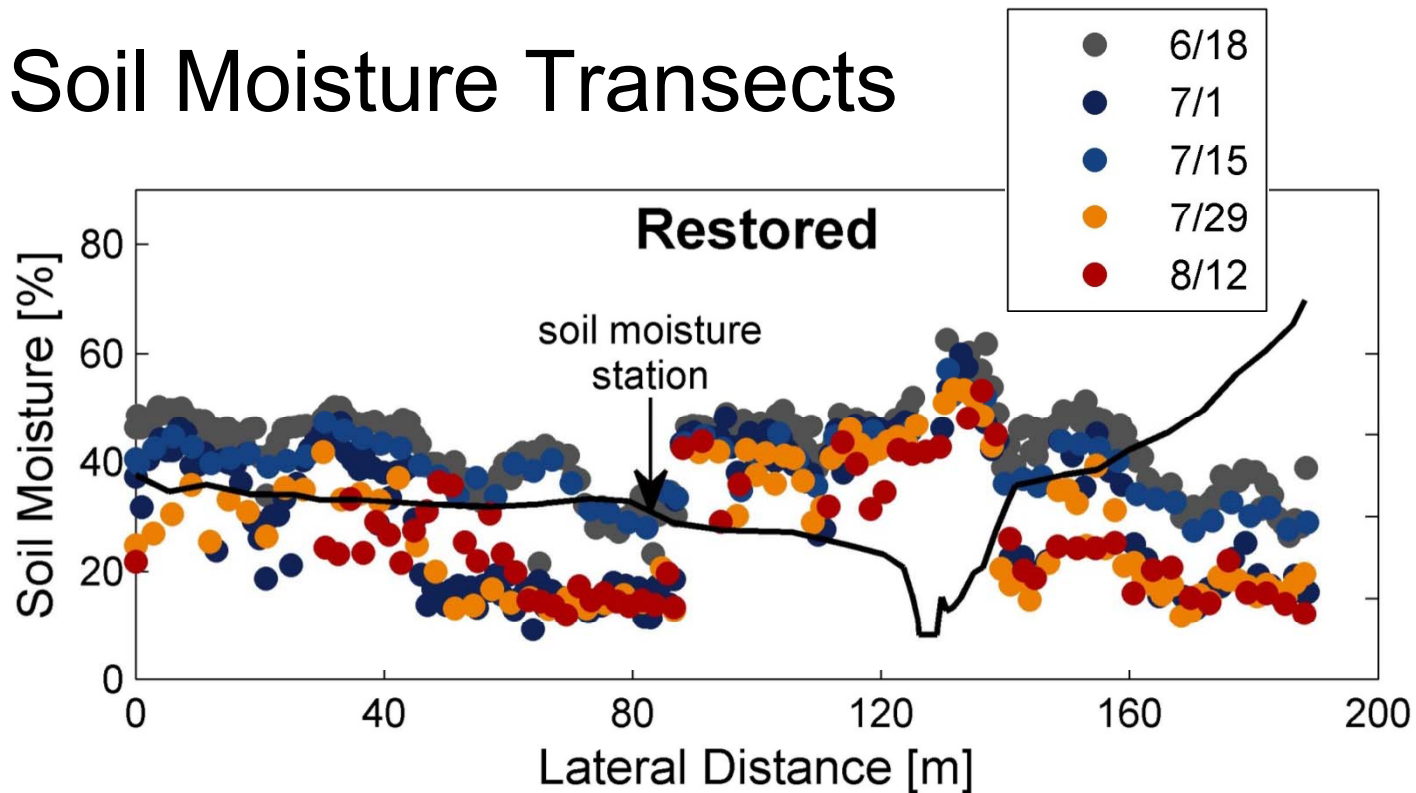 Soil Moisture Transects
6/18
7/1
7/15
7/29
8/12
Restored
soil moisture
station
Soil Moisture [%]
80
60
40
20
0
0 40 80 120 160 200
Lateral Distance [m]